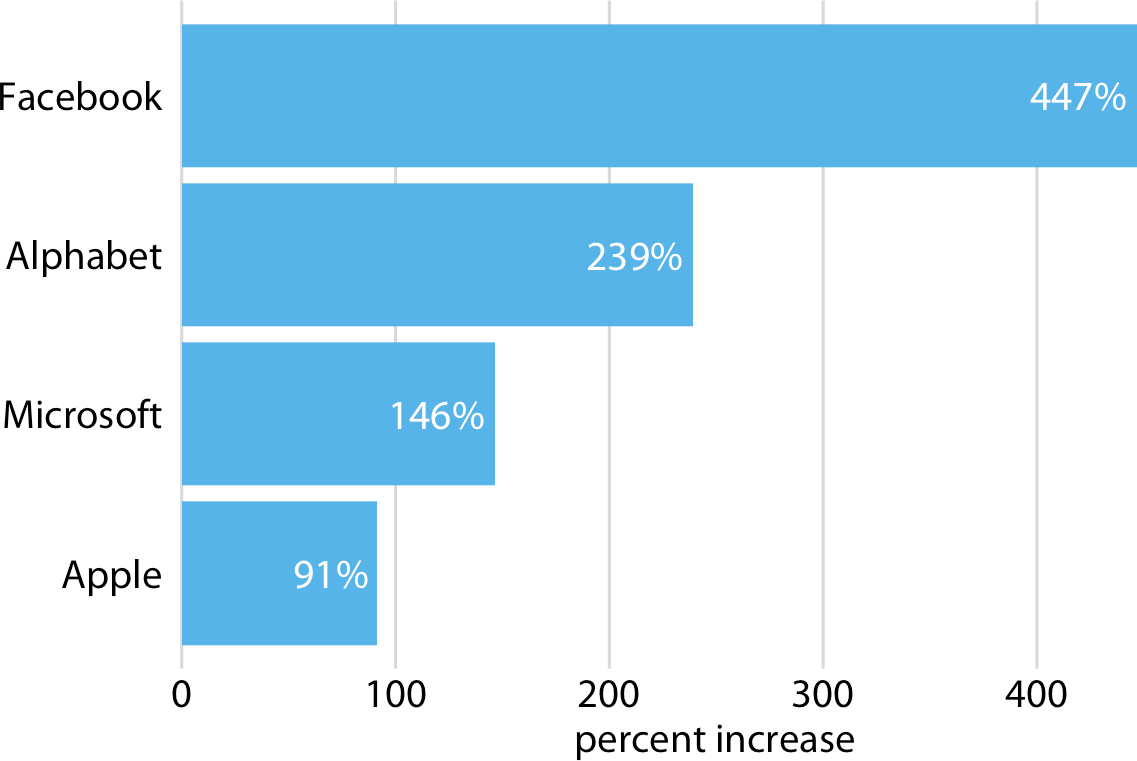 Facebook 447%
Alphabet 239%
Microsoft 146%
Apple 91%
0 100 200 300 400
percent increase